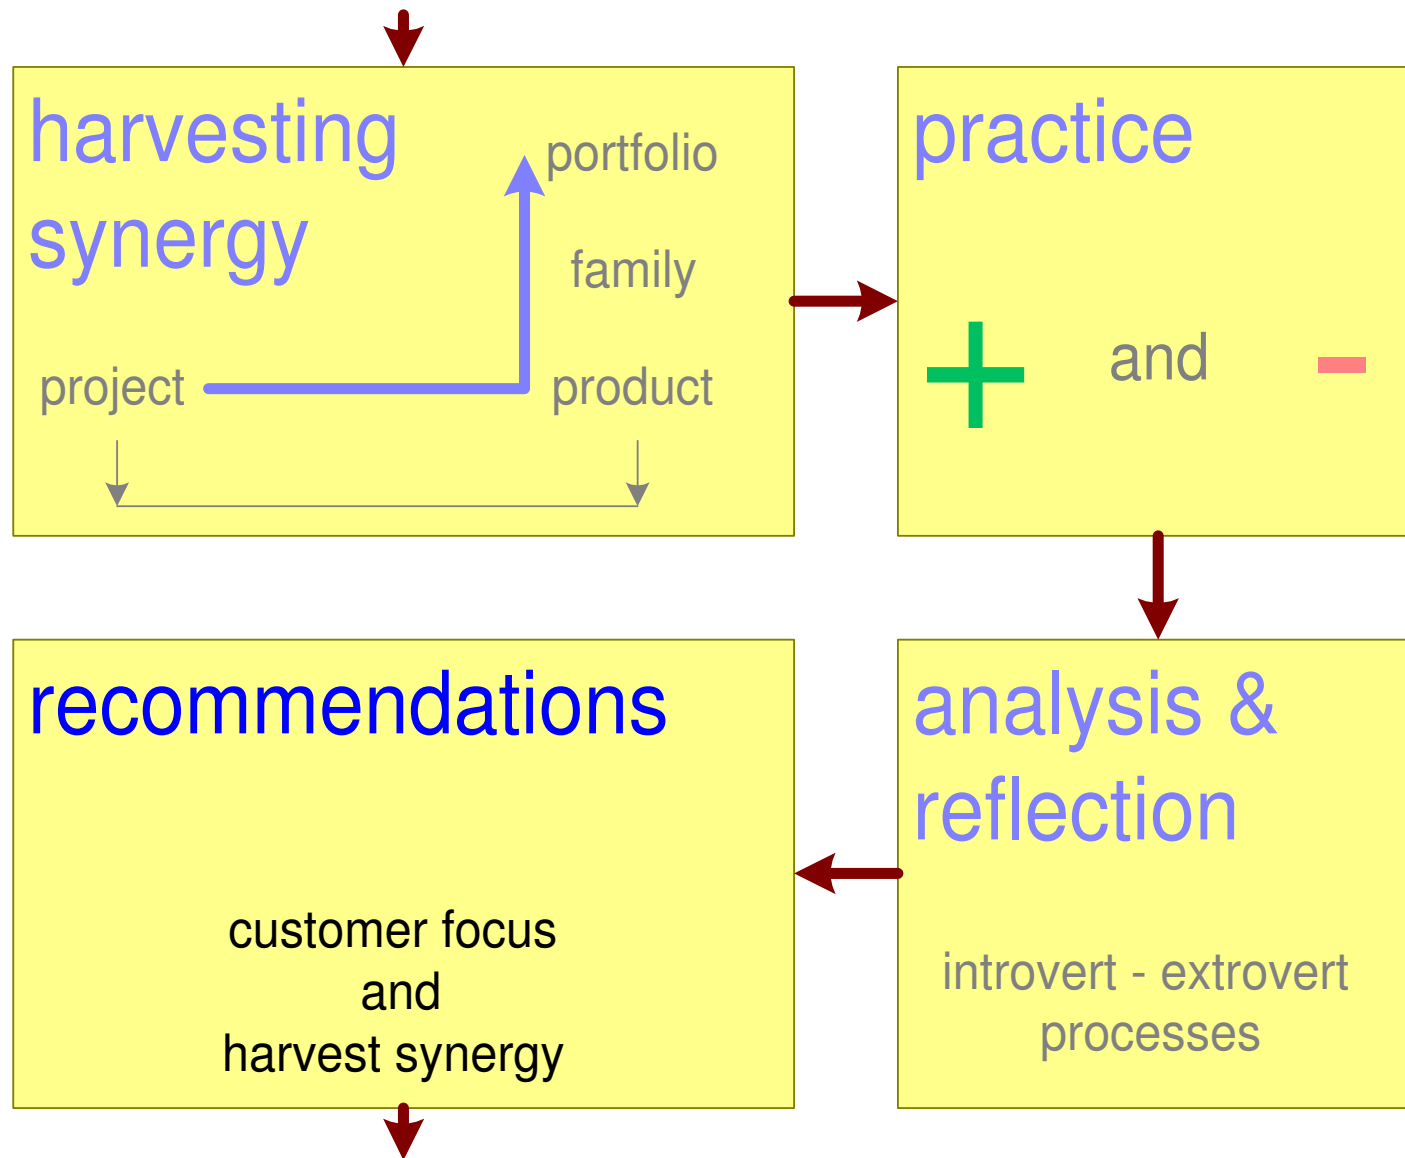 harvesting
synergy
portfolio
family
project
product
practice
+ and -
recommendations
customer focus
and
harvest synergy
analysis &
reflection
introvert - extrovert
processes